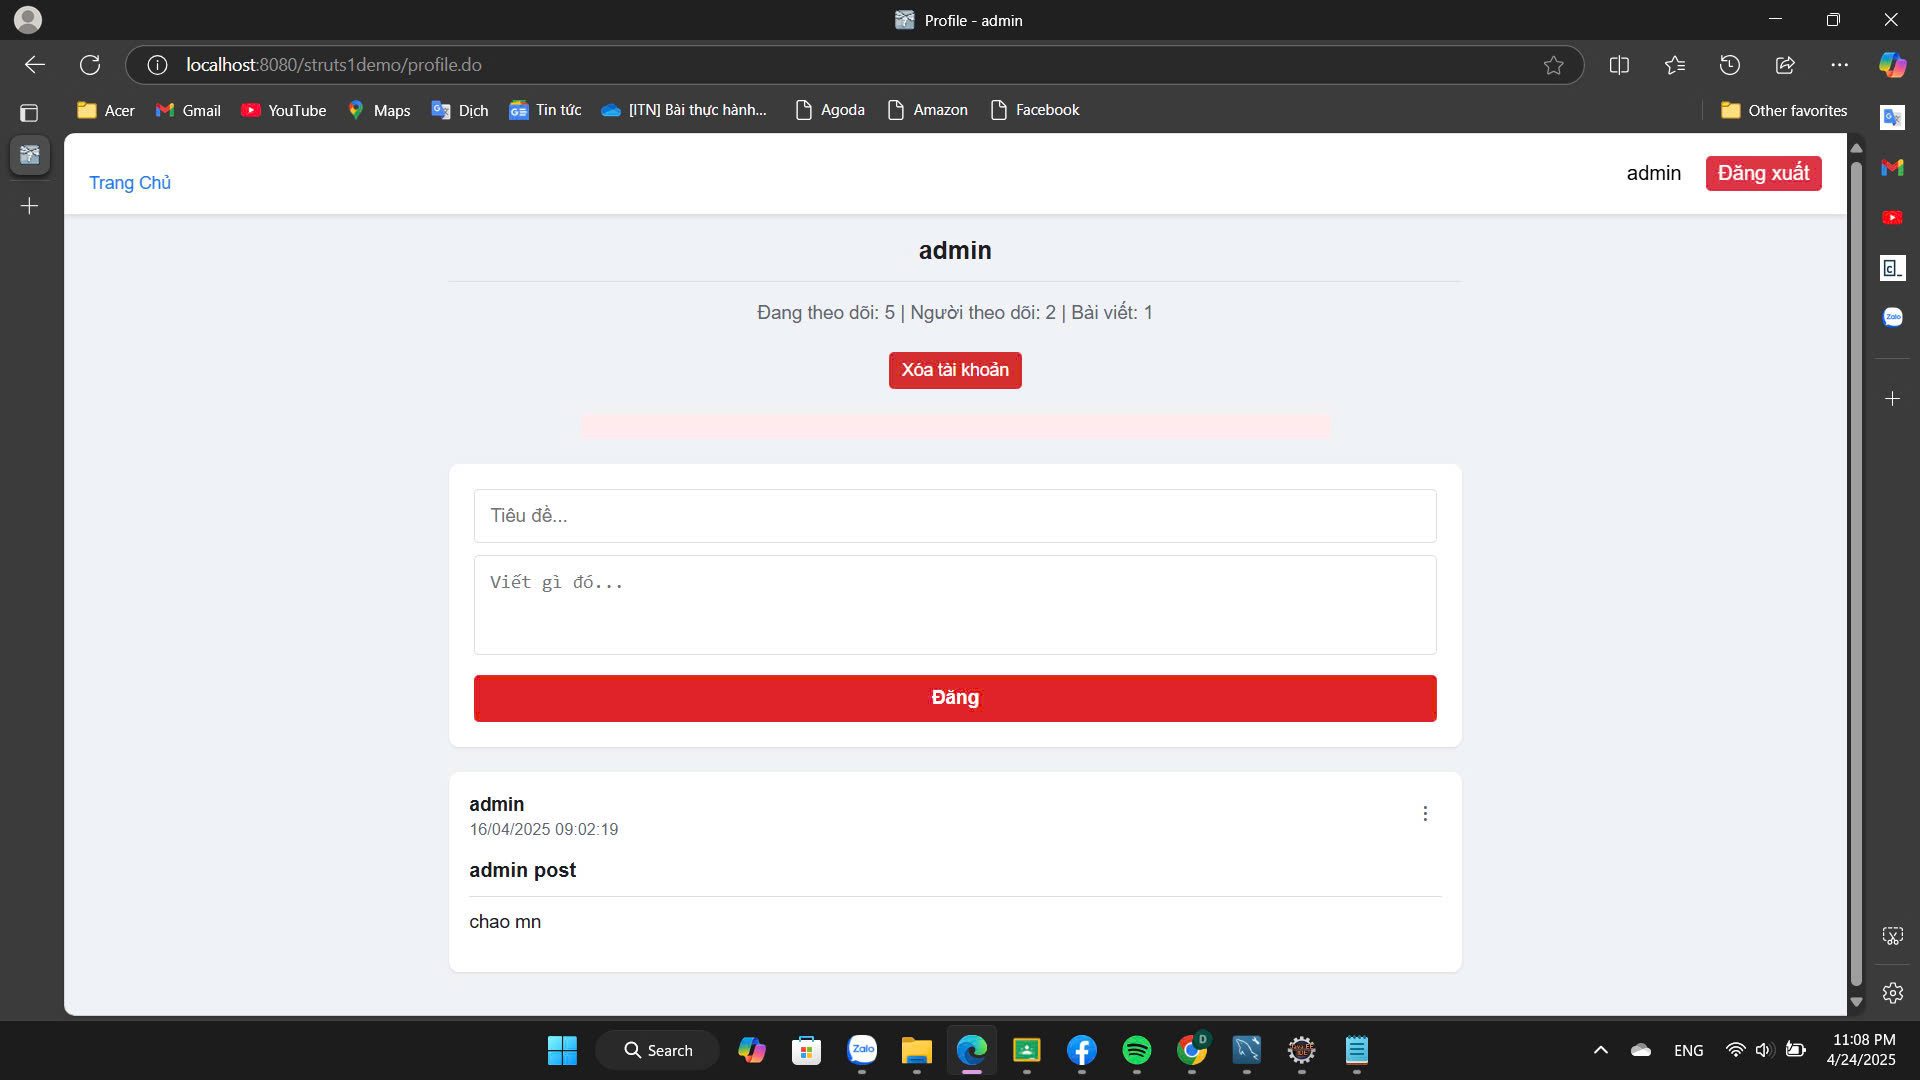 Profile - admin
localhost:8080/struts1demo/profile.do
Acer
Gmail
YouTube
Maps
Dịch
Tin tức
[ITN] Bài thực hành...
Agoda
Amazon
Facebook
Other favorites
Trang Chủ
admin
Đăng xuất
admin
Đang theo dõi: 5 | Người theo dõi: 2 | Bài viết: 1
Xóa tài khoản
Tiêu đề...
Viết gì đó...
Đăng
admin
16/04/2025 09:02:19
admin post
chao mn
Search
Zalo
D
ENG
11:08 PM
4/24/2025